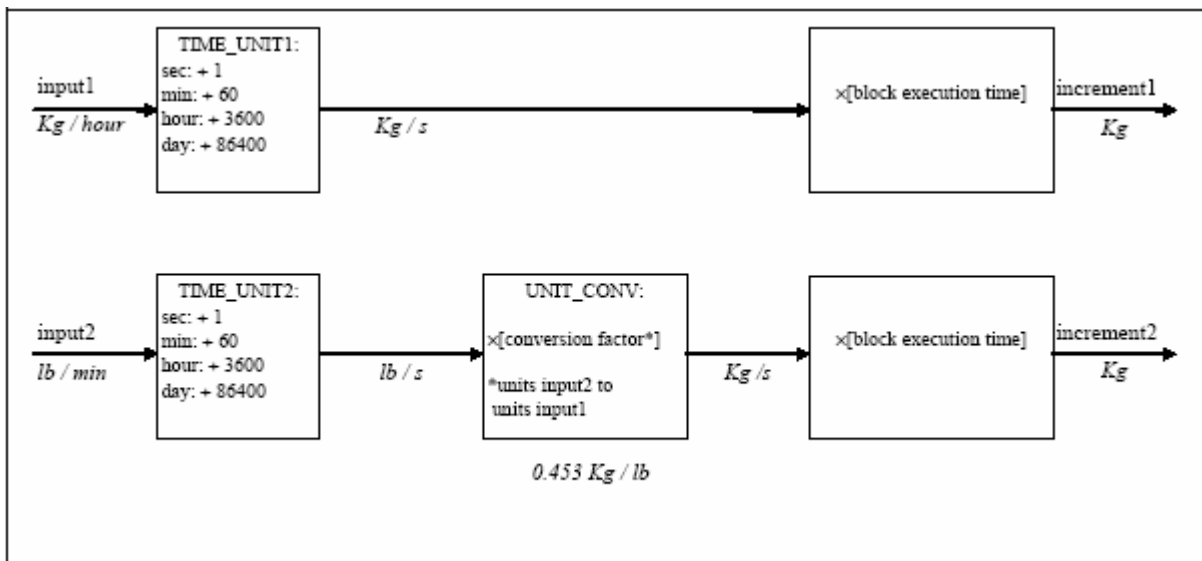 TIME_UNIT1:
sec: + 1
min: + 60
hour: + 3600
day: + 86400
input1
Kg / hour
Kg / s
×[block execution time]
increment1
Kg
TIME_UNIT2:
sec: + 1
min: + 60
hour: + 3600
day: + 86400
input2
lb / min
lb / s
UNIT_CONV:
×[conversion factor*]
*units input2 to
units input1
0.453 Kg / lb
Kg /s
×[block execution time]
increment2
Kg